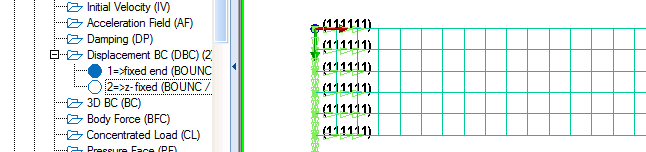 Initial Velocity (IV)
Acceleration Field (AF)
Damping (DP)
Displacement BC (DBC) (2)
1=>fixed end (BOUNC
2=>z-fixed (BOUNC /
3D BC (BC)
Body Force (BFC)
Concentrated Load (CL)
Pressure Face (PF)
(111111)
(111111)
(111111)
(111111)
(111111)
(111111)